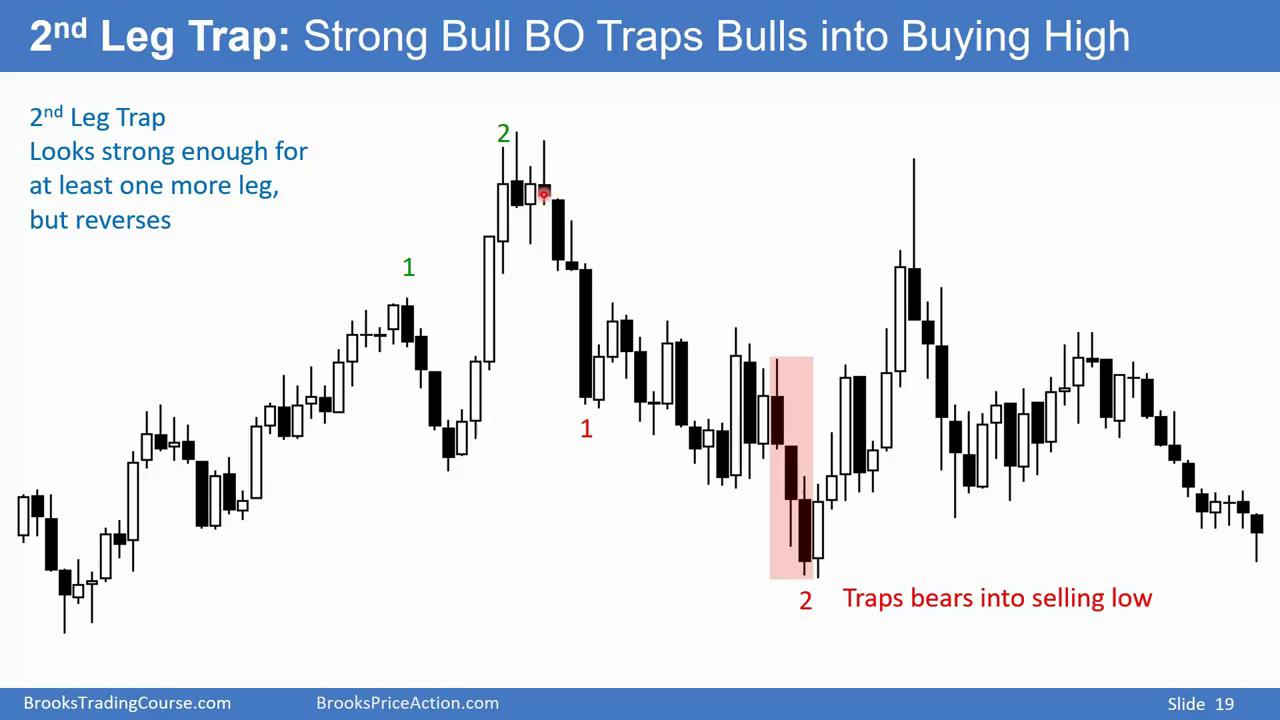 2nd Leg Trap: Strong Bull BO Traps Bulls into Buying High
2nd Leg Trap
Looks strong enough for
at least one more leg,
but reverses
2
1
1
2
Traps bears into selling low
BrooksTradingCourse.com
BrooksPriceAction.com
Slide 19